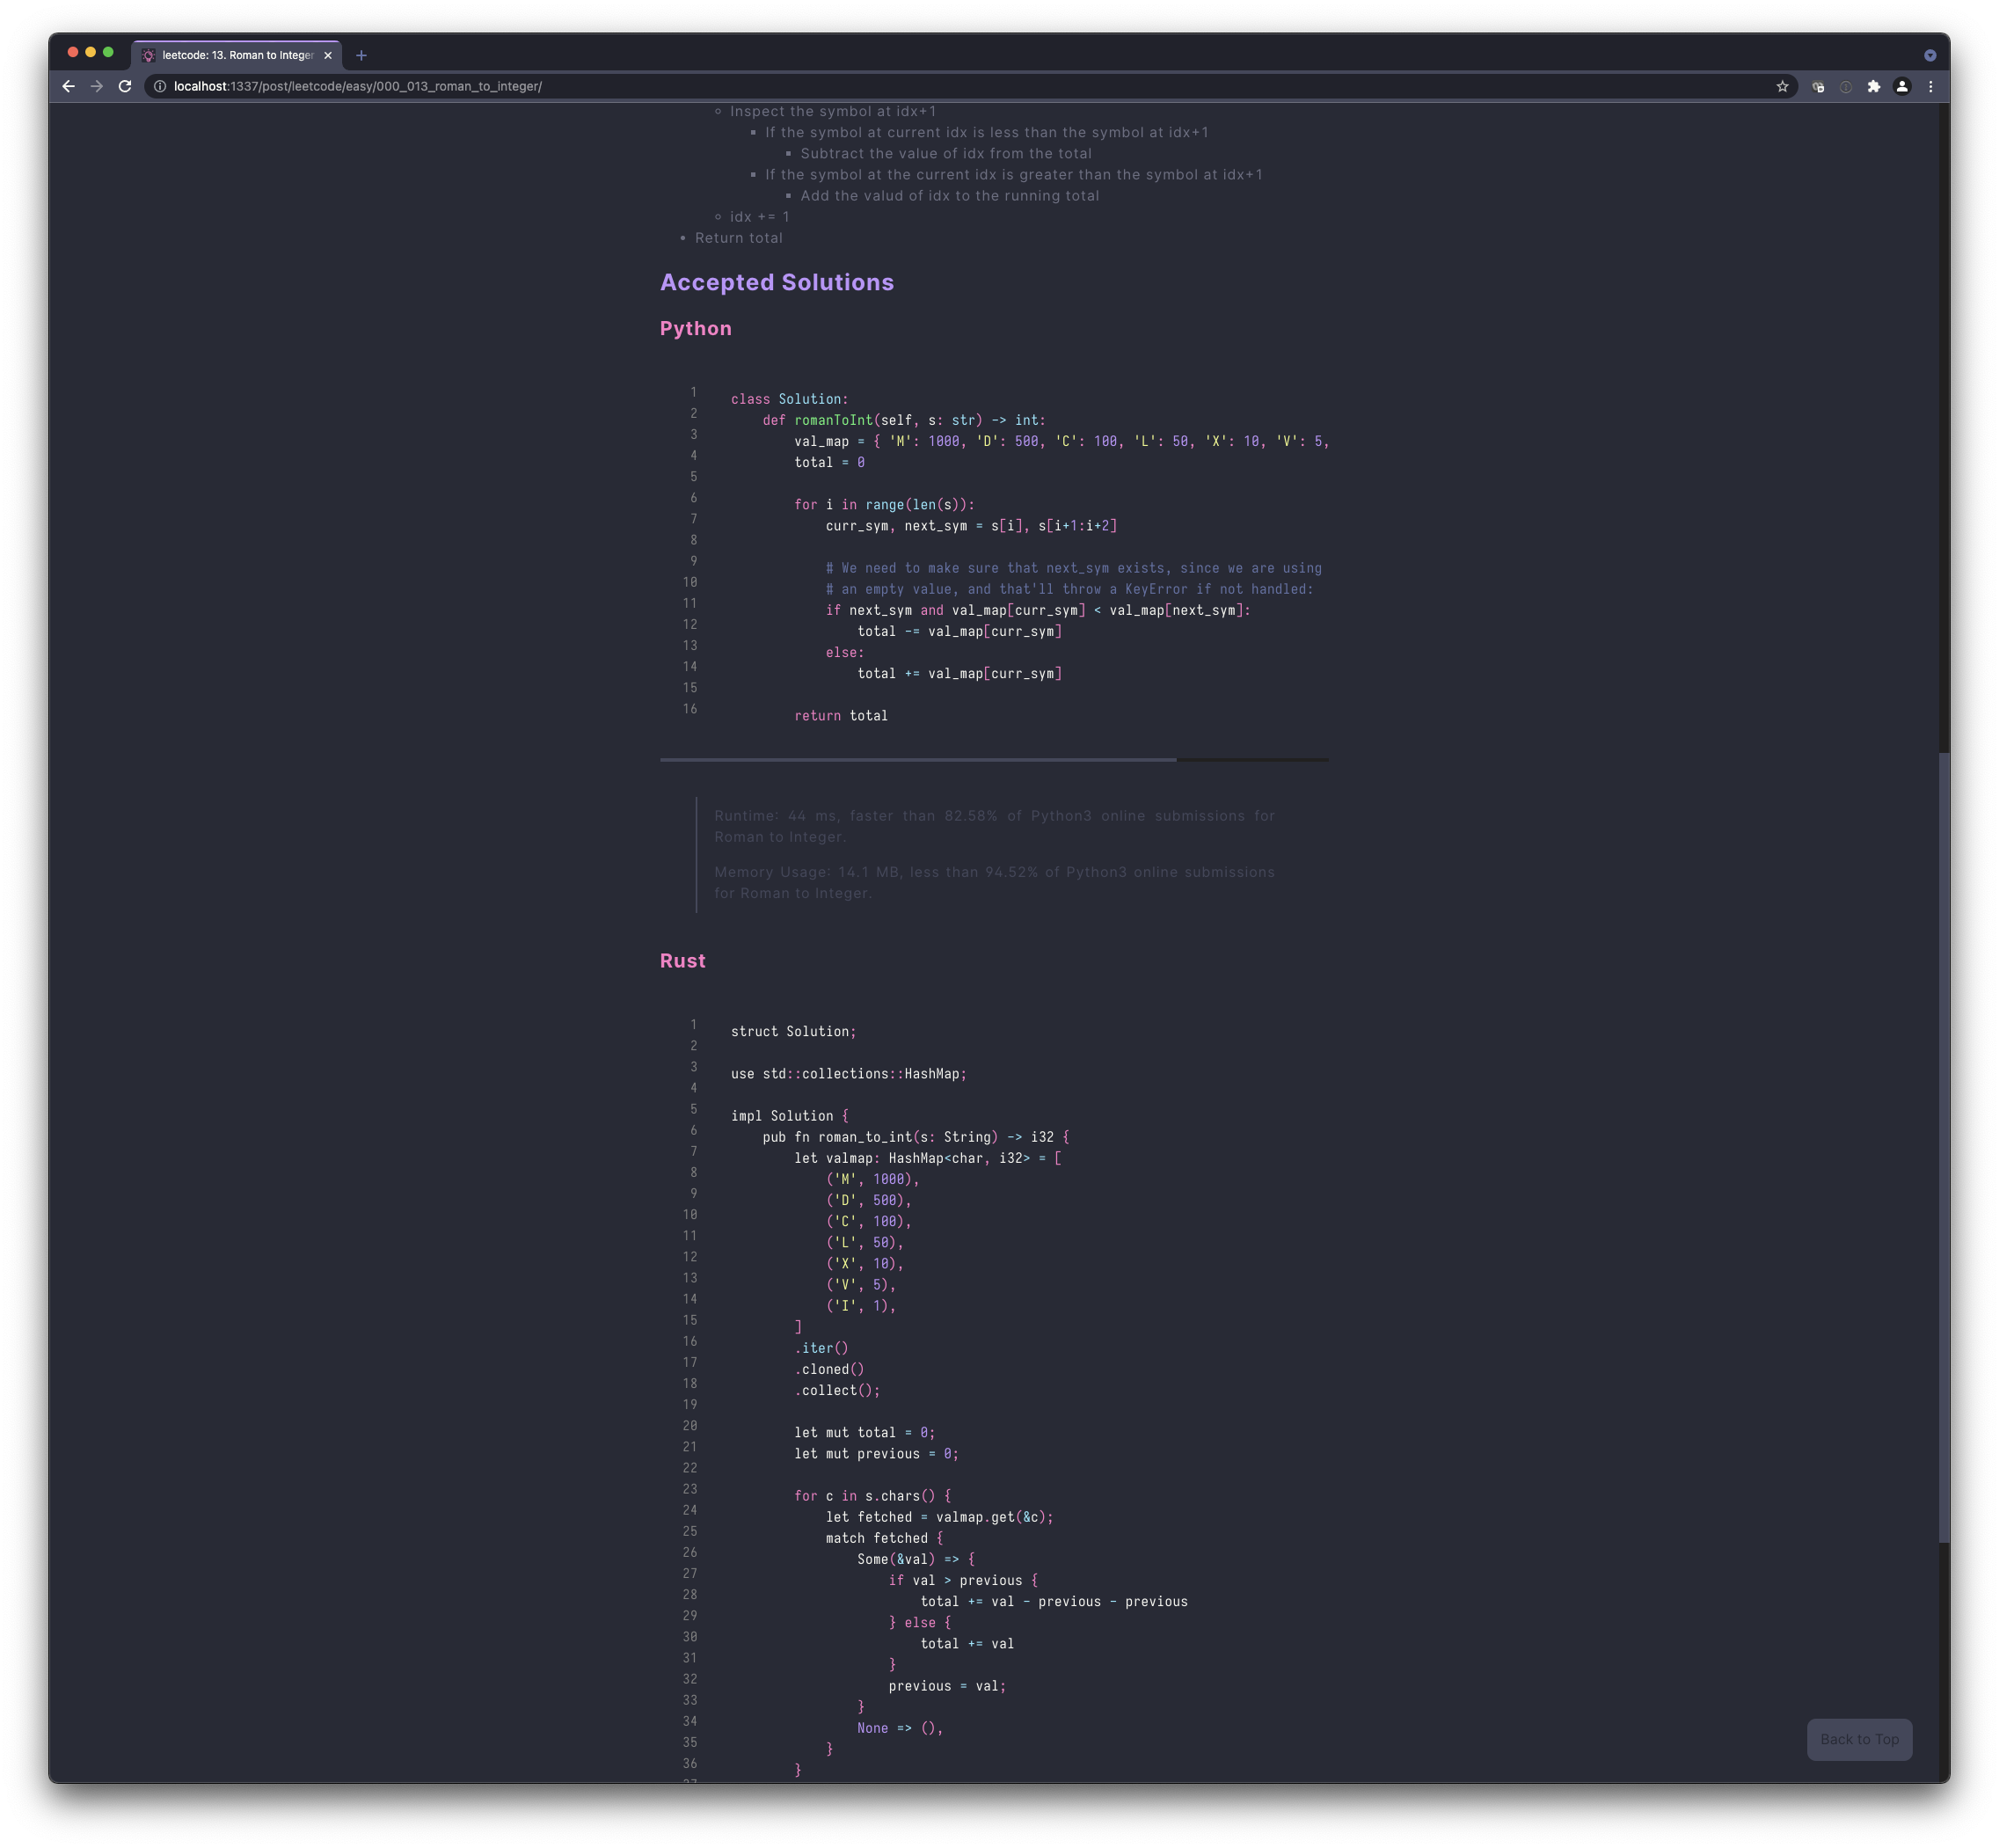 leetcode: 13. Roman to Integer
localhost:1337/post/leetcode/easy/000_013_roman_to_integer/
Inspect the symbol at idx+1
If the symbol at current idx is less than the symbol at idx+1
Subtract the value of idx from the total
If the symbol at the current idx is greater than the symbol at idx+1
Add the valud of idx to the running total
idx += 1
Return total
Accepted Solutions
Python
1 class Solution:
2     def romanToInt(self, s: str) -> int:
3         val_map = { 'M': 1000, 'D': 500, 'C': 100, 'L': 50, 'X': 10, 'V': 5,
4         total = 0
5
6         for i in range(len(s)):
7             curr_sym, next_sym = s[i], s[i+1:i+2]
8
9             # We need to make sure that next_sym exists, since we are using
10             # an empty value, and that'll throw a KeyError if not handled:
11             if next_sym and val_map[curr_sym] < val_map[next_sym]:
12                 total -= val_map[curr_sym]
13             else:
14                 total += val_map[curr_sym]
15
16         return total
Runtime: 44 ms, faster than 82.58% of Python3 online submissions for
Roman to Integer.
Memory Usage: 14.1 MB, less than 94.52% of Python3 online submissions
for Roman to Integer.
Rust
1 struct Solution;
2
3 use std::collections::HashMap;
4
5 impl Solution {
6     pub fn roman_to_int(s: String) -> i32 {
7         let valmap: HashMap<char, i32> = [
8             ('M', 1000),
9             ('D', 500),
10             ('C', 100),
11             ('L', 50),
12             ('X', 10),
13             ('V', 5),
14             ('I', 1),
15         ]
16         .iter()
17         .cloned()
18         .collect();
19
20         let mut total = 0;
21         let mut previous = 0;
22
23         for c in s.chars() {
24             let fetched = valmap.get(&c);
25             match fetched {
26                 Some(&val) => {
27                     if val > previous {
28                         total += val - previous - previous
29                     } else {
30                         total += val
31                     }
32                     previous = val;
33                 }
34                 None => (),
35             }
36         }
37
Back to Top